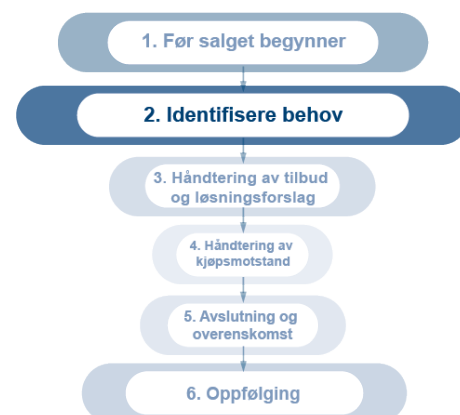 1. Før salget begynner
2. Identifisere behov
3. Håndtering av tilbud
og løsningsforslag
4. Håndtering av
kjøpsmotstand
5. Avslutning og
overenskomst
6. Oppfølging